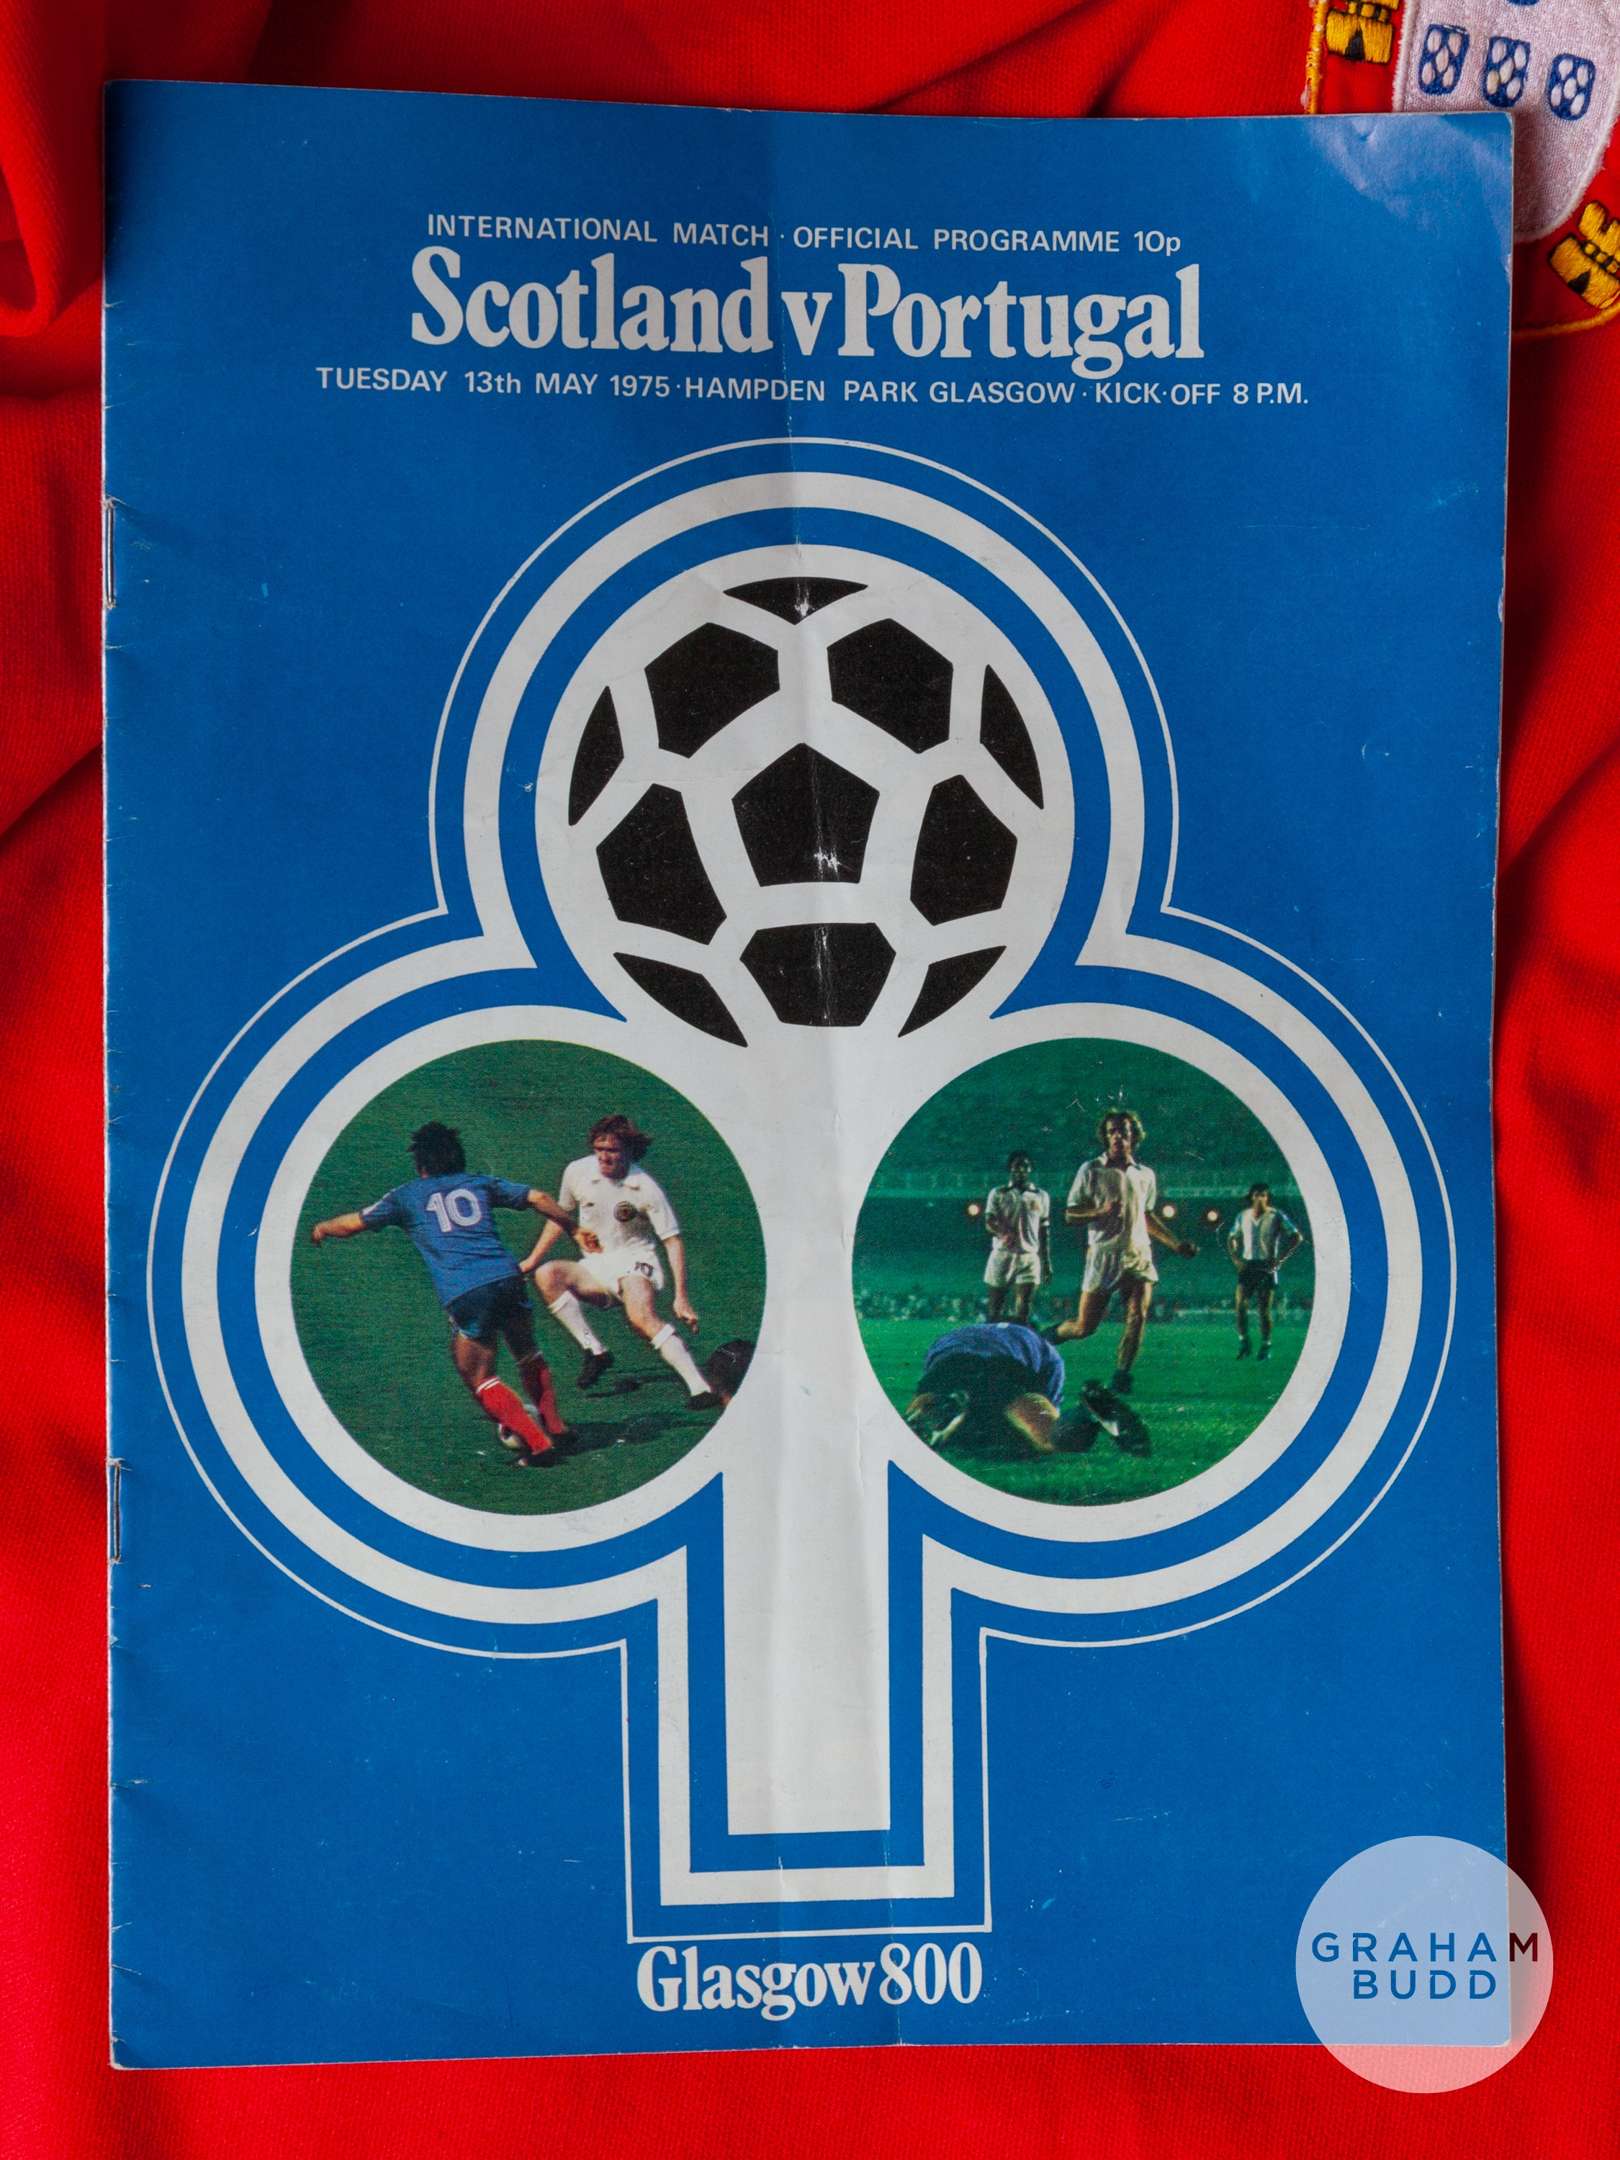 INTERNATIONAL MATCH · OFFICIAL PROGRAMME 10p
Scotland v Portugal
TUESDAY 13th MAY 1975 · HAMPDEN PARK GLASGOW · KICK·OFF 8 P.M.
10
10
Glasgow 800
GRAHAM
BUDD